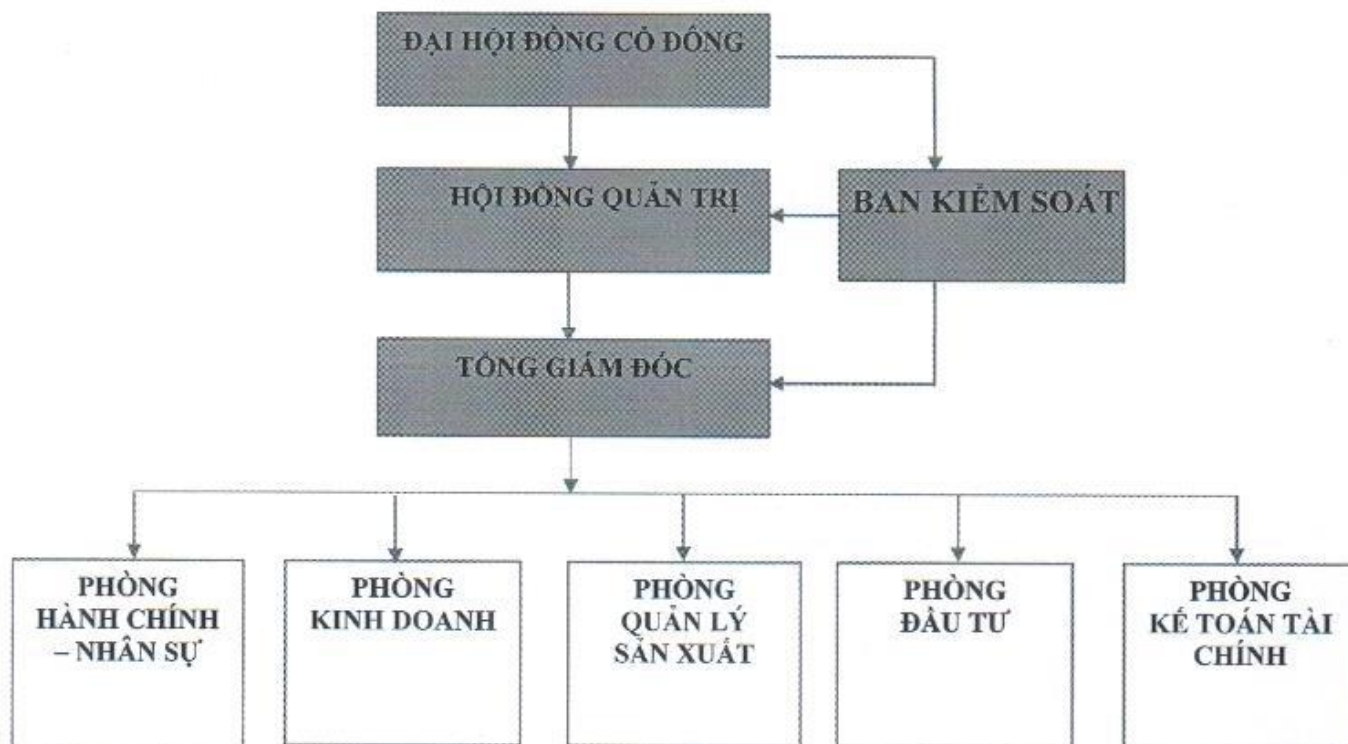 ĐẠI HỘI ĐỒNG CỔ ĐÔNG
HỘI ĐỒNG QUẢN TRỊ
BAN KIỂM SOÁT
TỔNG GIÁM ĐỐC
PHÒNG
HÀNH CHÍNH
– NHÂN SỰ
PHÒNG
KINH DOANH
PHÒNG
QUẢN LÝ
SẢN XUẤT
PHÒNG
ĐẦU TƯ
PHÒNG
KẾ TOÁN TÀI
CHÍNH